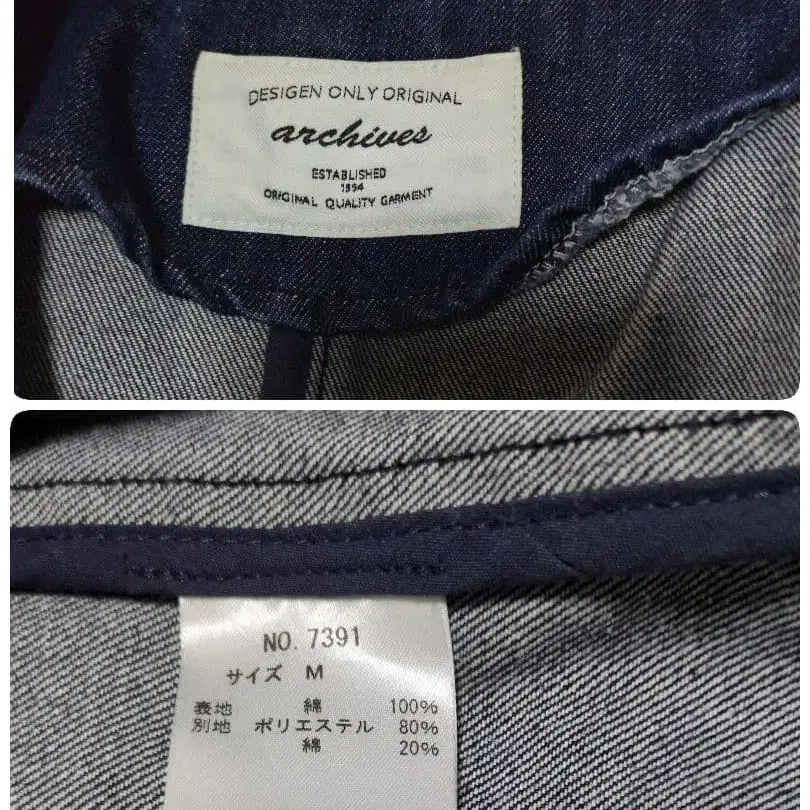 DESIGEN ONLY ORIGINAL
archives
ESTABLISHED
1994
ORIGINAL QUALITY GARMENT
NO. 7391
サイズ M
表地 綿 100%
別地 ポリエステル 80%
綿 20%